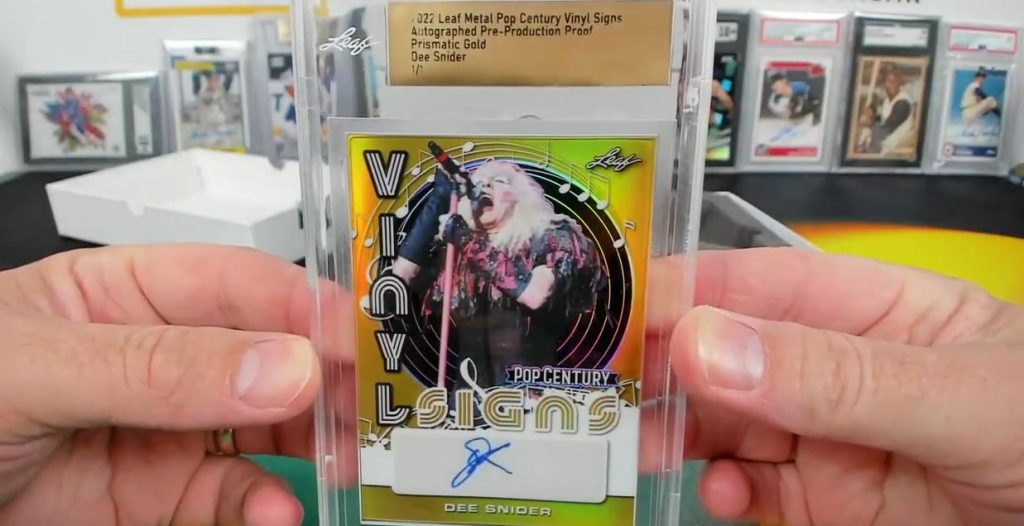 Leaf
2022 Leaf Metal Pop Century Vinyl Signs
Autographed Pre-Production Proof
Prismatic Gold
Dee Snider
1/1
Leaf
VINYL
POP CENTURY
SIGNS
DEE SNIDER